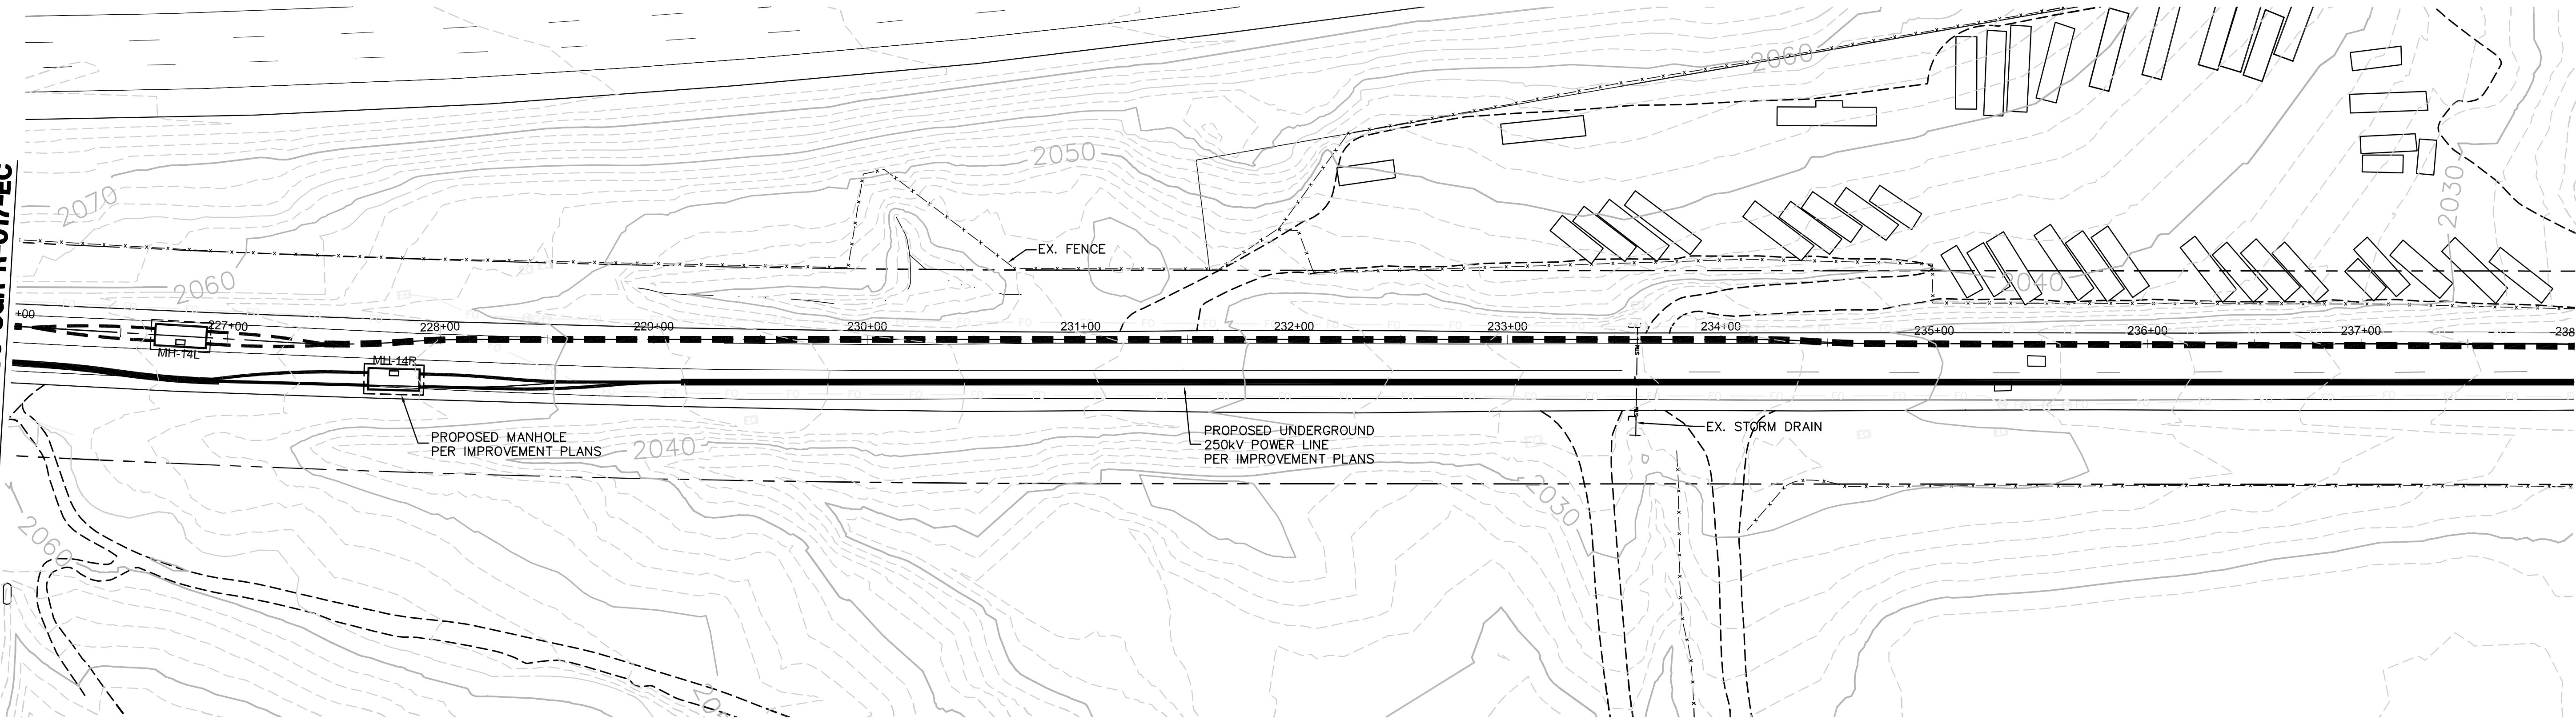 2060
2050
2070
2030
EX. FENCE
2060
2040
+00
227+00
228+00
229+00
230+00
231+00
232+00
233+00
234+00
235+00
236+00
237+00
238
MH-14L
MH-14R
PROPOSED MANHOLE
PER IMPROVEMENT PLANS
2040
PROPOSED UNDERGROUND
250kV POWER LINE
PER IMPROVEMENT PLANS
EX. STORM DRAIN
2030
2060